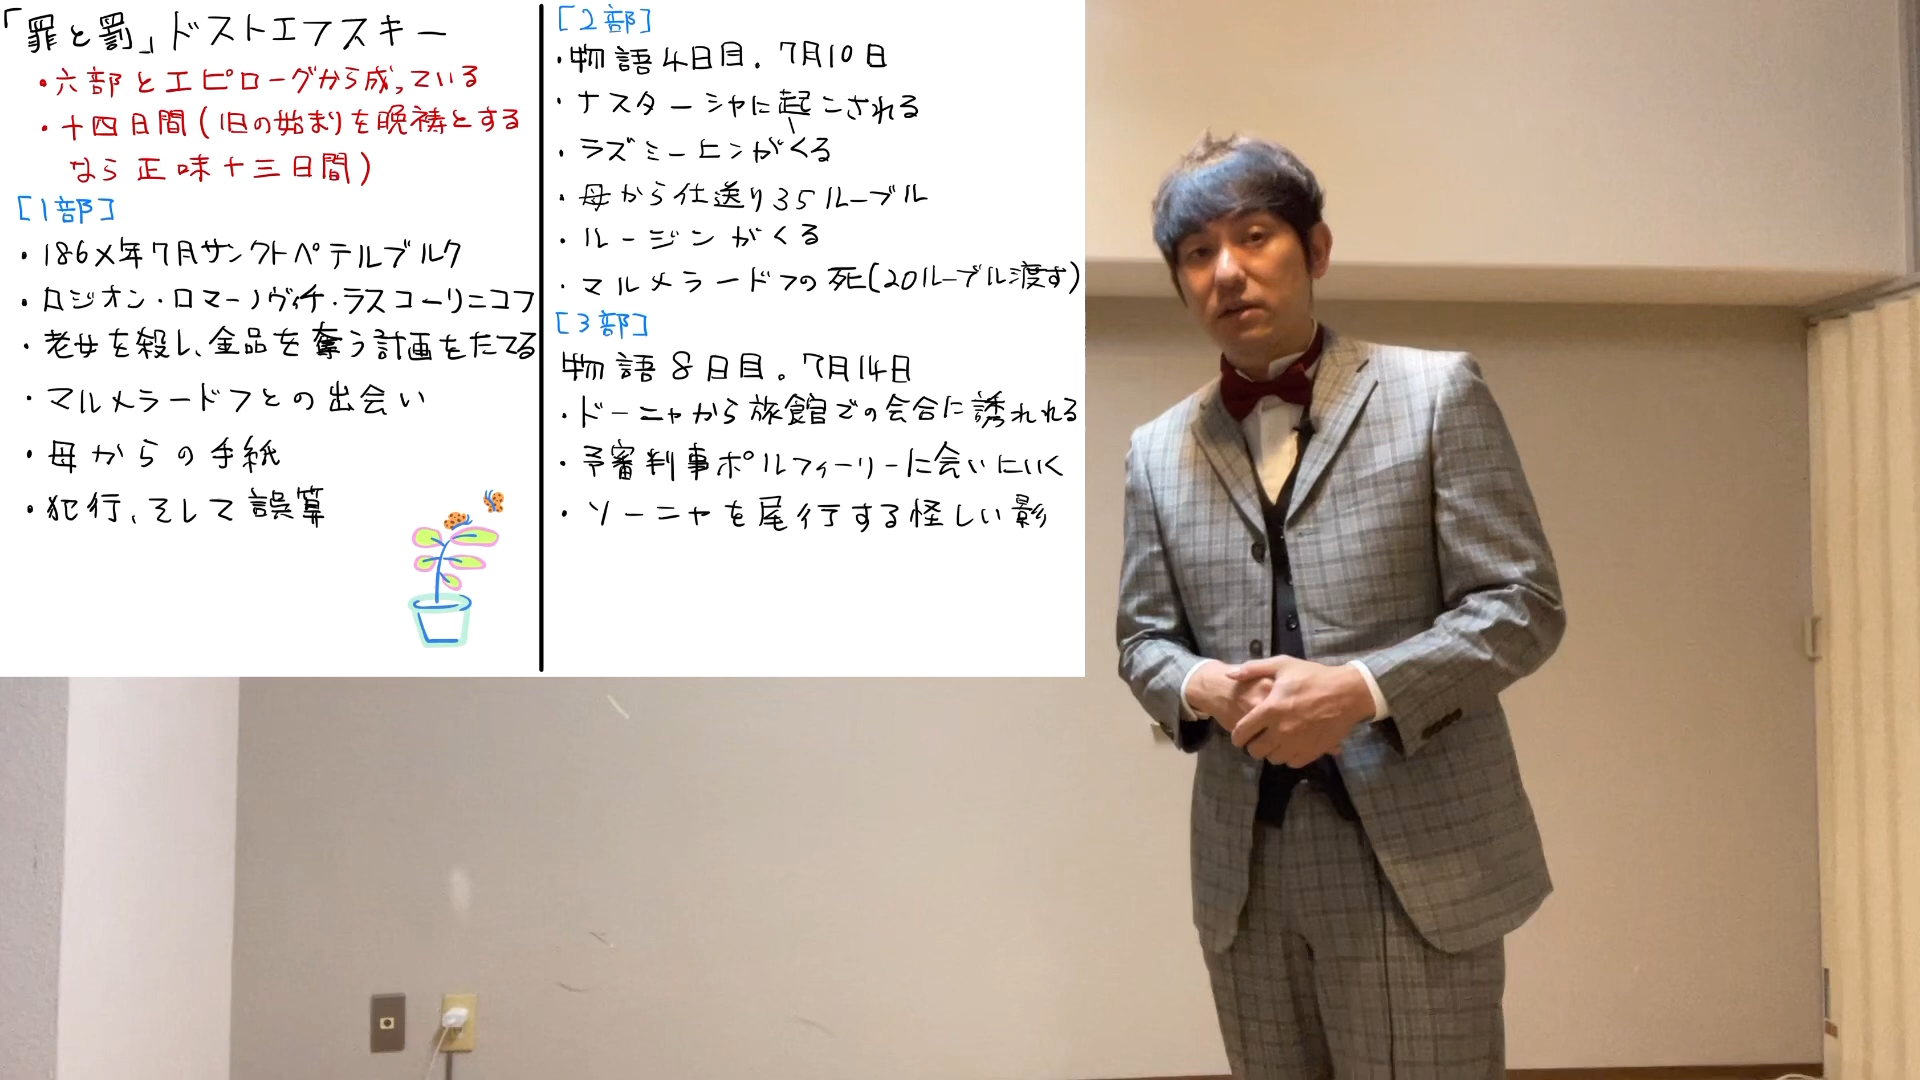 「罪と罰」ドストエフスキー
・六部とエピローグから成っている
・十四日間(1日の始まりを晩祷とする
なら正味十三日間)
[1部]
・186X年7月サンクトペテルブルク
・ロジオン・ロマーノヴィチ・ラスコーリニコフ
・老女を殺し、金品を奪う計画をたてる
・マルメラードフとの出会い
・母からの手紙
・犯行、そして誤算
[2部]
・物語4日目。7月10日
・ナスターシャに起こされる
・ラズミーヒンがくる
・母から仕送り35ルーブル
・ルージンがくる
・マルメラードフの死(20ルーブル渡す)
[3部]
物語8日目。7月14日
・ドーニャから旅館での会合に誘われる
・予審判事ポルフィーリーに会いにいく
・ソーニャを尾行する怪しい影